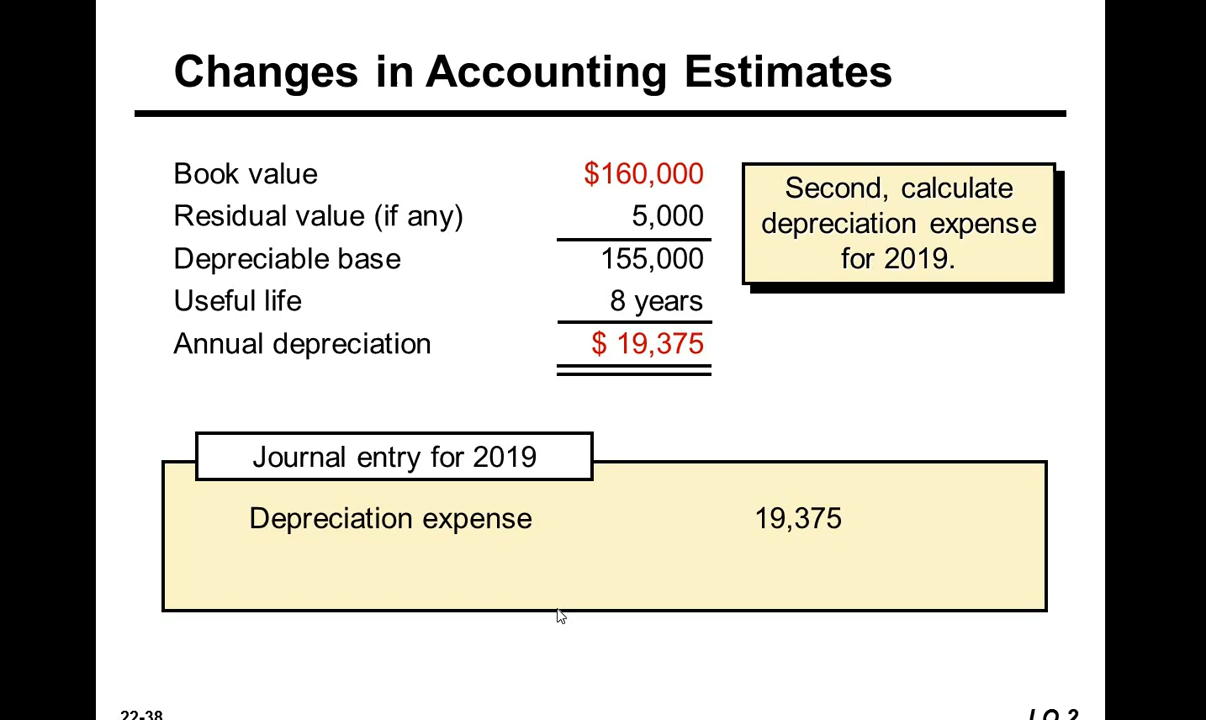 Changes in Accounting Estimates
Book value $160,000
Residual value (if any) 5,000
Depreciable base 155,000
Useful life 8 years
Annual depreciation $ 19,375
Second, calculate
depreciation expense
for 2019.
Journal entry for 2019
Depreciation expense 19,375
22-38
LO 2